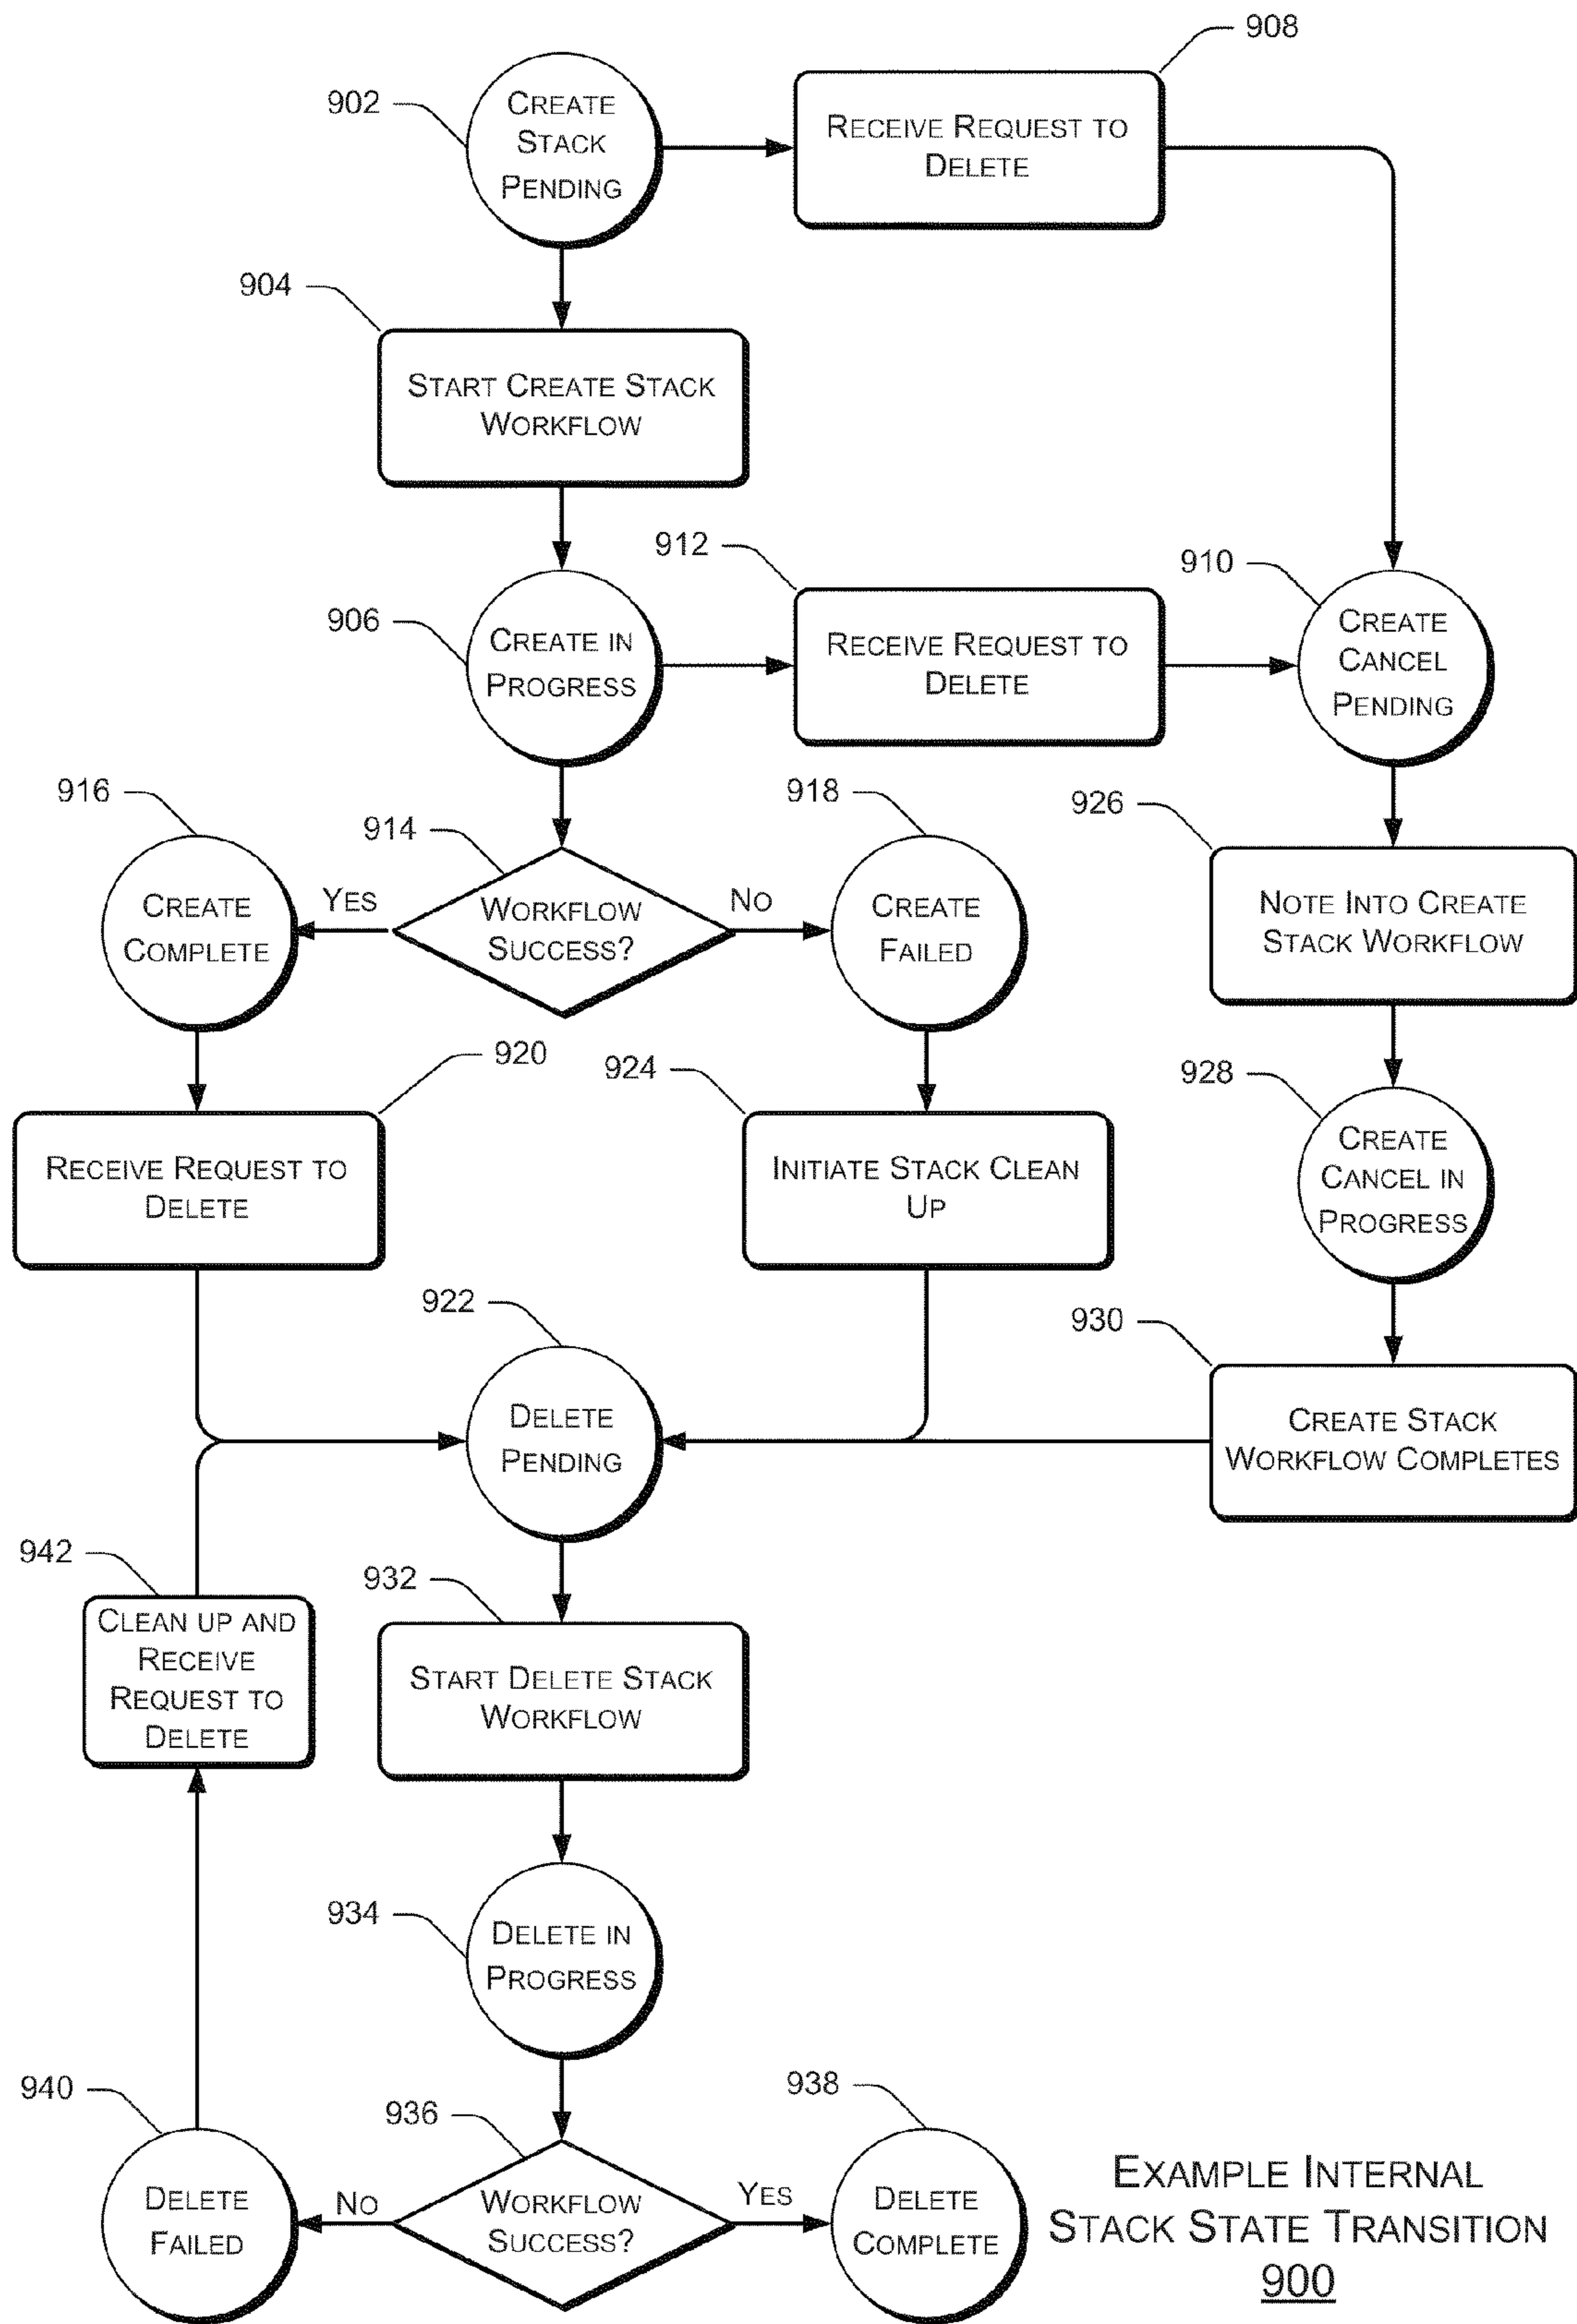 908
902
CREATE
STACK
PENDING
RECEIVE REQUEST TO
DELETE
904
START CREATE STACK
WORKFLOW
912
910
906
CREATE IN
PROGRESS
RECEIVE REQUEST TO
DELETE
CREATE
CANCEL
PENDING
916
918
926
914
CREATE
COMPLETE
YES
WORKFLOW
SUCCESS?
NO
CREATE
FAILED
NOTE INTO CREATE
STACK WORKFLOW
920
924
928
RECEIVE REQUEST TO
DELETE
INITIATE STACK CLEAN
UP
CREATE
CANCEL IN
PROGRESS
922
930
DELETE
PENDING
CREATE STACK
WORKFLOW COMPLETES
942
932
CLEAN UP AND
RECEIVE
REQUEST TO
DELETE
START DELETE STACK
WORKFLOW
934
DELETE IN
PROGRESS
940
938
936
DELETE
FAILED
NO
WORKFLOW
SUCCESS?
YES
DELETE
COMPLETE
EXAMPLE INTERNAL
STACK STATE TRANSITION
900